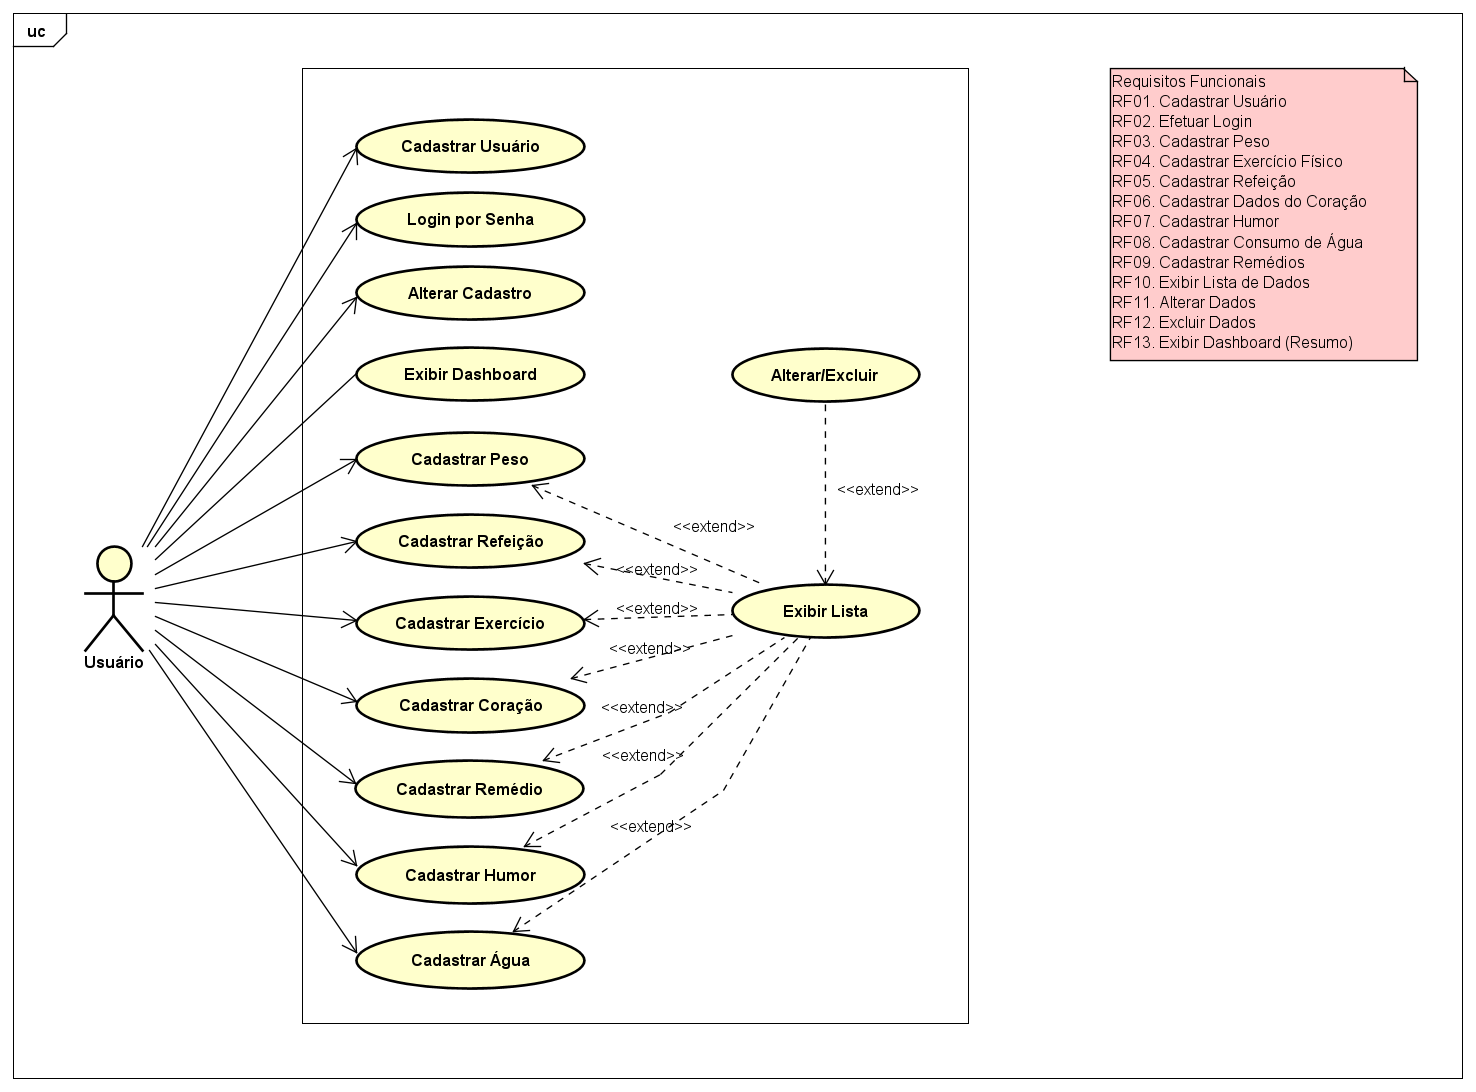 uc
Requisitos Funcionais
RF01. Cadastrar Usuário
RF02. Efetuar Login
RF03. Cadastrar Peso
RF04. Cadastrar Exercício Físico
RF05. Cadastrar Refeição
RF06. Cadastrar Dados do Coração
RF07. Cadastrar Humor
RF08. Cadastrar Consumo de Água
RF09. Cadastrar Remédios
RF10. Exibir Lista de Dados
RF11. Alterar Dados
RF12. Excluir Dados
RF13. Exibir Dashboard (Resumo)
Cadastrar Usuário
Login por Senha
Alterar Cadastro
Exibir Dashboard
Alterar/Excluir
Cadastrar Peso
<<extend>>
<<extend>>
Cadastrar Refeição
<<extend>>
Cadastrar Exercício
<<extend>>
Exibir Lista
<<extend>>
Usuário
Cadastrar Coração
<<extend>>
<<extend>>
Cadastrar Remédio
<<extend>>
Cadastrar Humor
Cadastrar Água